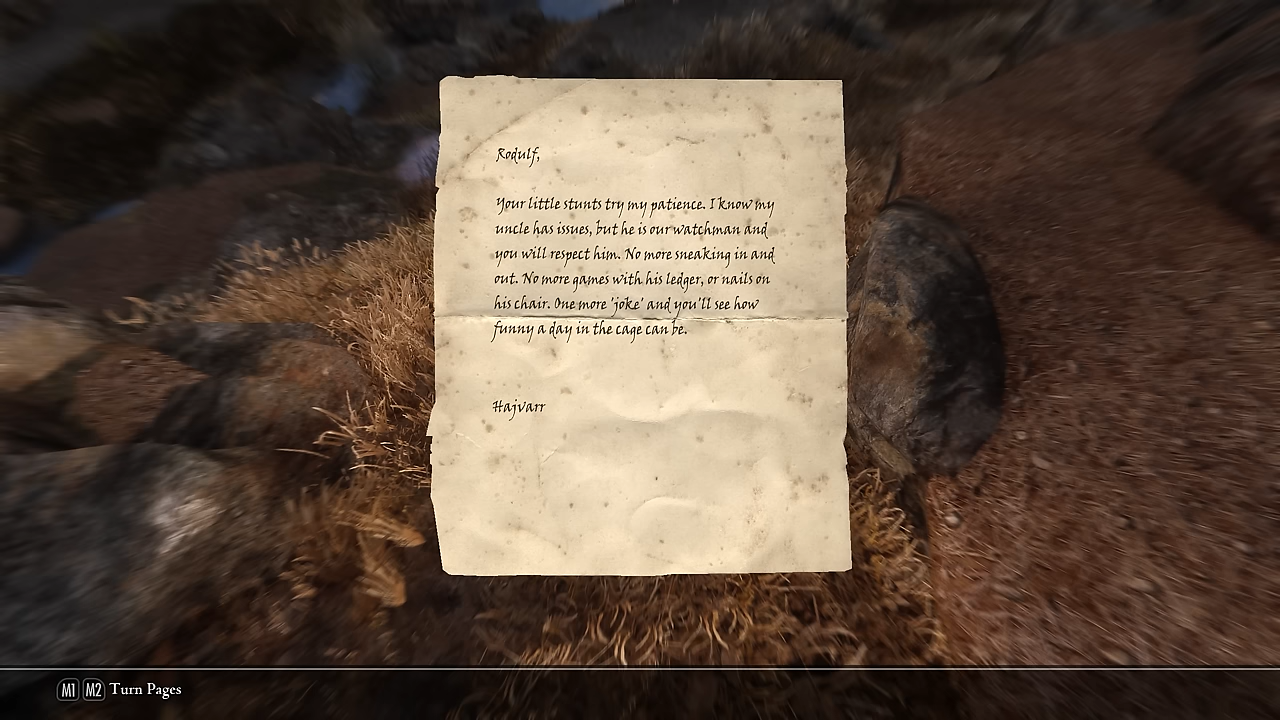 Rodulf,
Your little stunts try my patience. I know my
uncle has issues, but he is our watchman and
you will respect him. No more sneaking in and
out. No more games with his ledger, or nails on
his chair. One more 'joke' and you'll see how
funny a day in the cage can be.
Hajvarr
M1 M2 Turn Pages